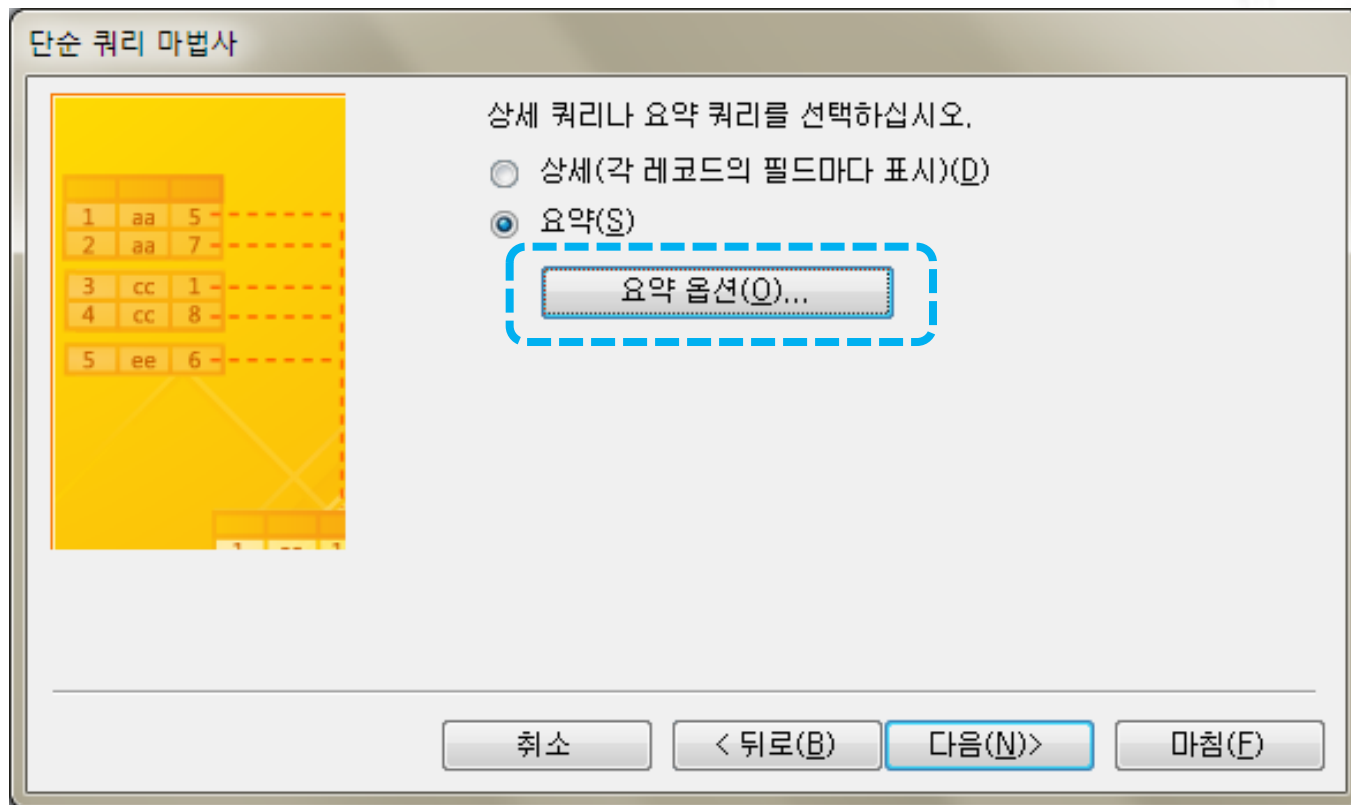 단순 쿼리 마법사
상세 쿼리나 요약 쿼리를 선택하십시오.
상세(각 레코드의 필드마다 표시)(D)
요약(S)
요약 옵션(O)...
1 aa 5
2 aa 7
3 cc 1
4 cc 8
5 ee 6
취소
< 뒤로(B)
다음(N)>
마침(F)